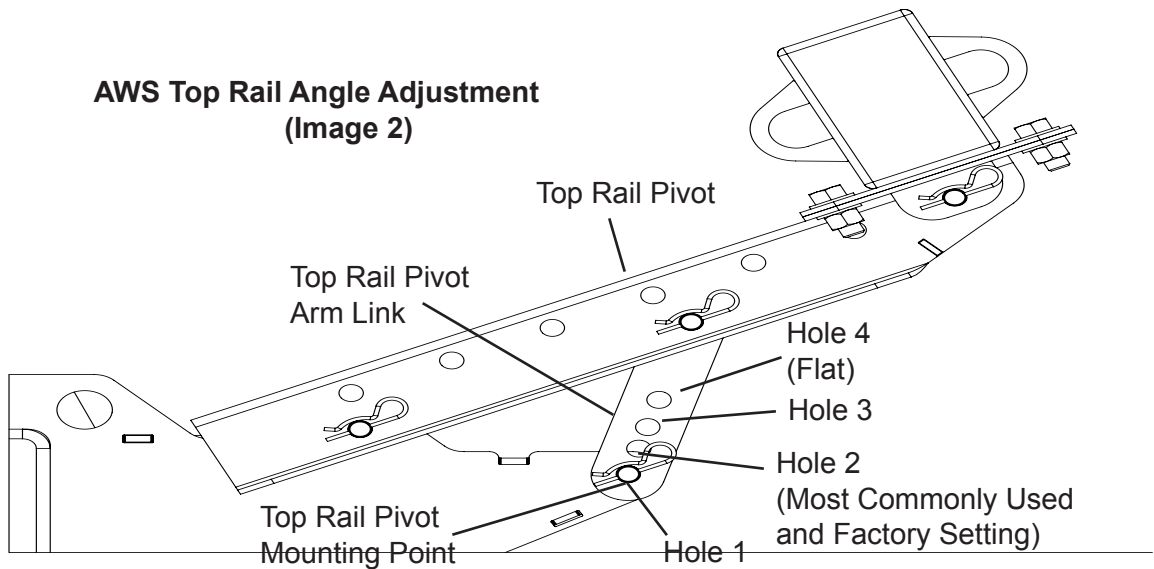 AWS Top Rail Angle Adjustment
(Image 2)
Top Rail Pivot
Top Rail Pivot
Arm Link
Hole 4
(Flat)
Hole 3
Hole 2
(Most Commonly Used
and Factory Setting)
Top Rail Pivot
Mounting Point
Hole 1